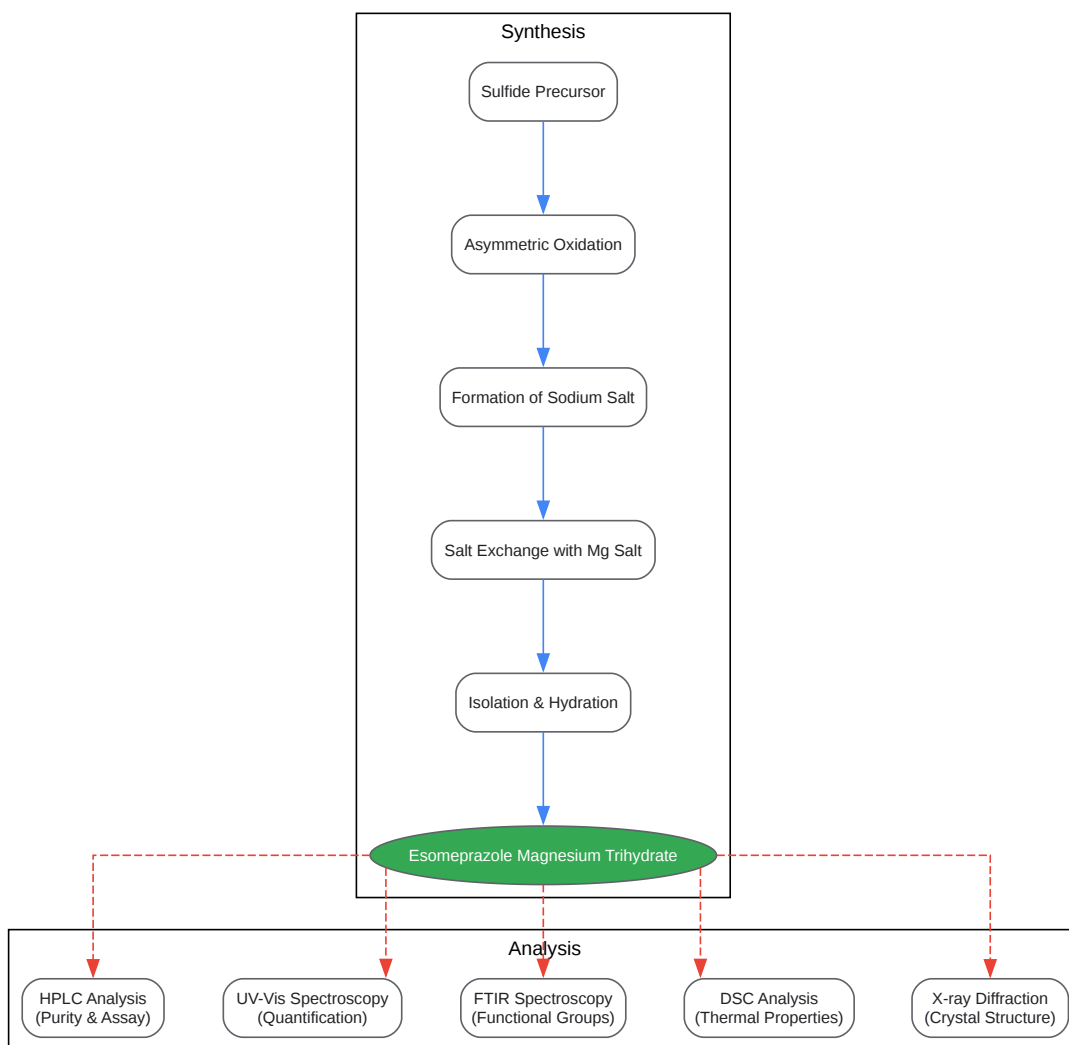 Synthesis
Sulfide Precursor
Asymmetric Oxidation
Formation of Sodium Salt
Salt Exchange with Mg Salt
Isolation & Hydration
Esomeprazole Magnesium Trihydrate
Analysis
HPLC Analysis
(Purity & Assay)
UV-Vis Spectroscopy
(Quantification)
FTIR Spectroscopy
(Functional Groups)
DSC Analysis
(Thermal Properties)
X-ray Diffraction
(Crystal Structure)